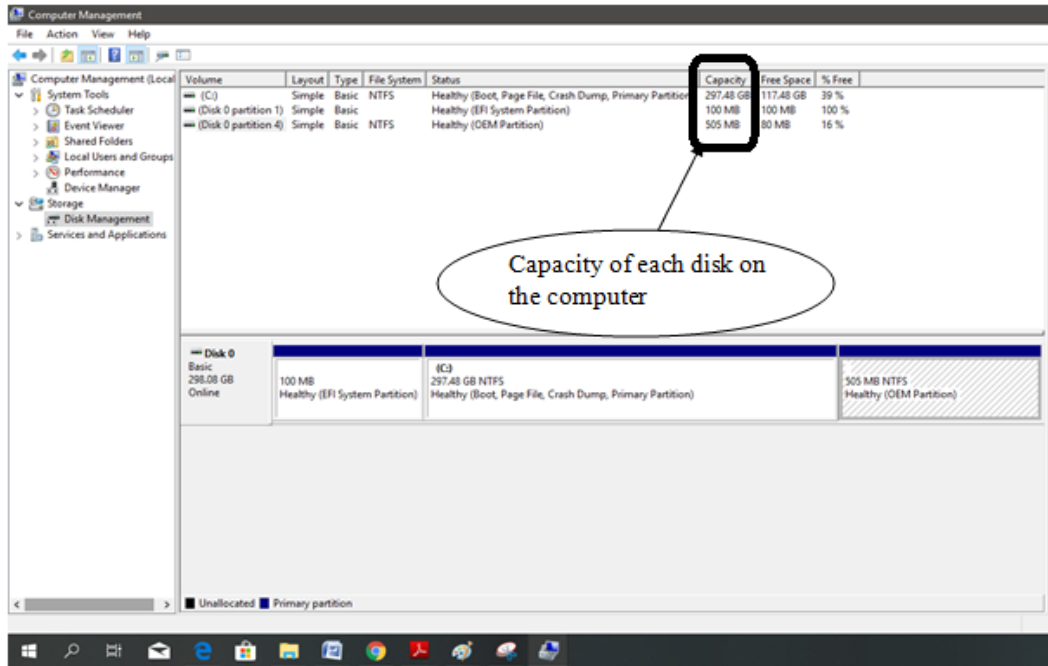 Computer Management
File Action View Help
Computer Management (Local
System Tools
Task Scheduler
Event Viewer
Shared Folders
Local Users and Groups
Performance
Device Manager
Storage
Disk Management
Services and Applications
Volume Layout Type File System Status Capacity Free Space % Free
(C:) Simple Basic NTFS Healthy (Boot, Page File, Crash Dump, Primary Partition 297.48 GB 117.48 GB 39 %
(Disk 0 partition 1) Simple Basic Healthy (EFI System Partition) 100 MB 100 MB 100 %
(Disk 0 partition 4) Simple Basic NTFS Healthy (OEM Partition) 505 MB 80 MB 16 %
Capacity of each disk on
the computer
Disk 0
Basic
298.08 GB
Online
100 MB
Healthy (EFI System Partition)
(C:)
297.48 GB NTFS
Healthy (Boot, Page File, Crash Dump, Primary Partition)
505 MB NTFS
Healthy (OEM Partition)
Unallocated Primary partition